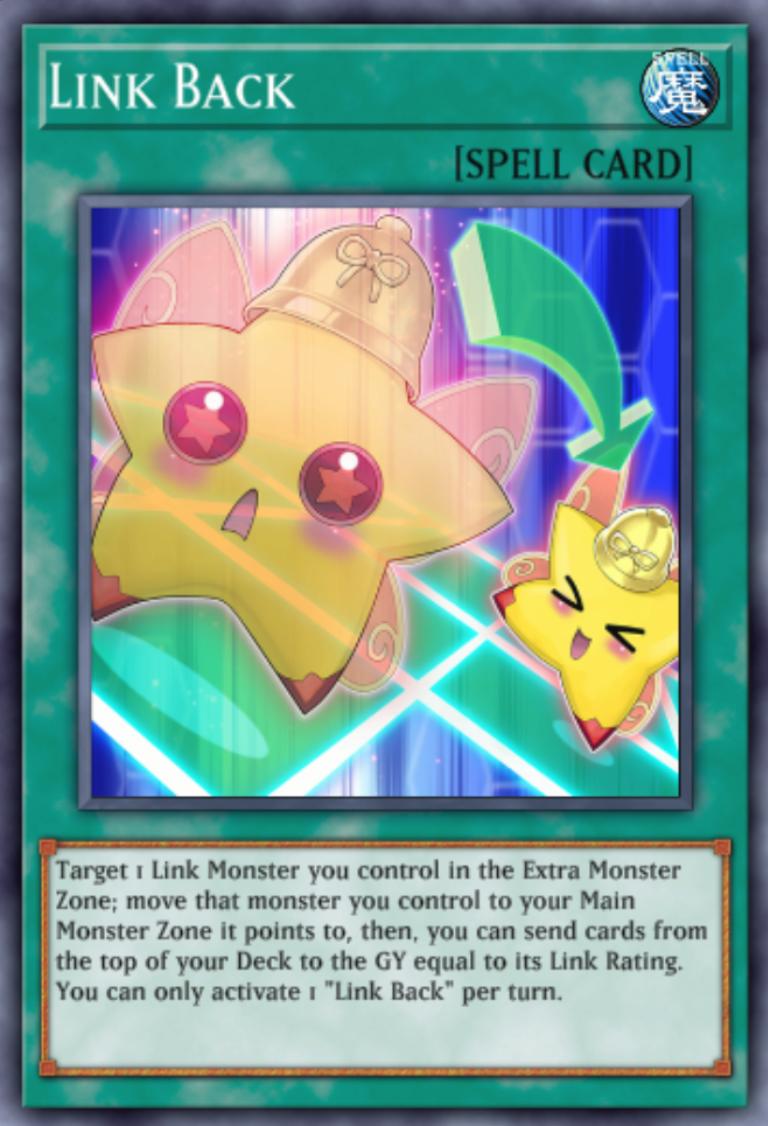 Link Back
SPELL
魔
[SPELL CARD]
Target 1 Link Monster you control in the Extra Monster
Zone; move that monster you control to your Main
Monster Zone it points to, then, you can send cards from
the top of your Deck to the GY equal to its Link Rating.
You can only activate 1 "Link Back" per turn.